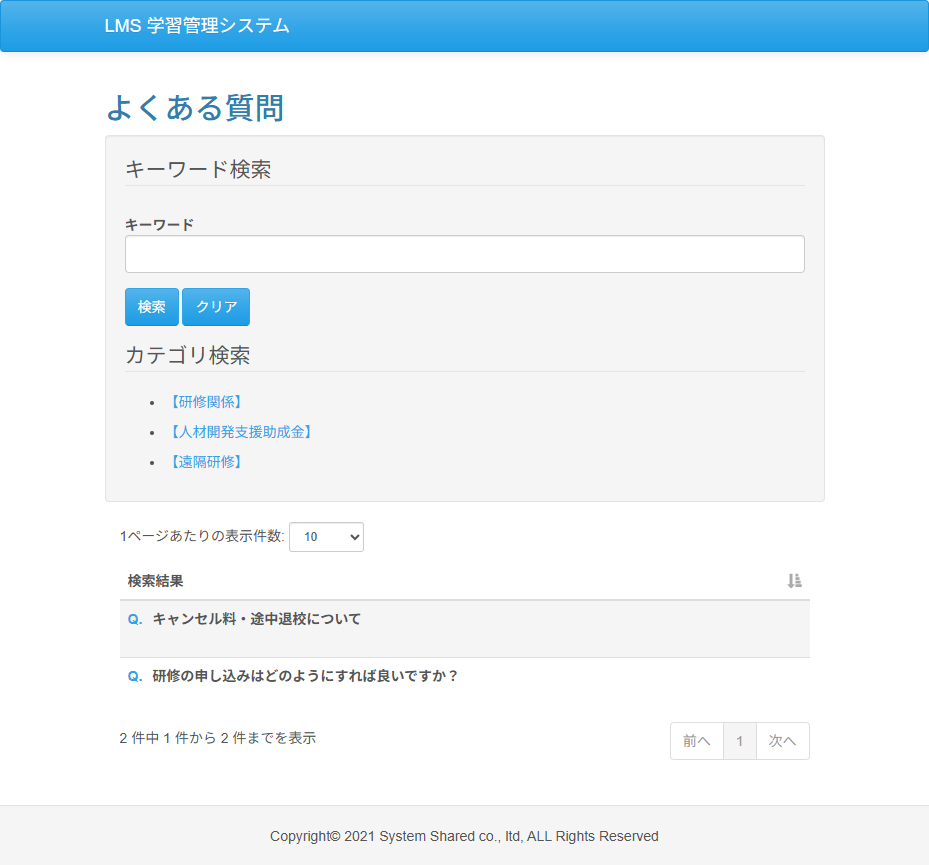 LMS 学習管理システム
よくある質問
キーワード検索
キーワード
検索 クリア
カテゴリ検索
【研修関係】
【人材開発支援助成金】
【遠隔研修】
1ページあたりの表示件数: 10
検索結果
Q. キャンセル料・途中退校について
Q. 研修の申し込みはどのようにすれば良いですか？
2 件中 1 件から 2 件までを表示
前へ 1 次へ
Copyright© 2021 System Shared co., ltd, ALL Rights Reserved